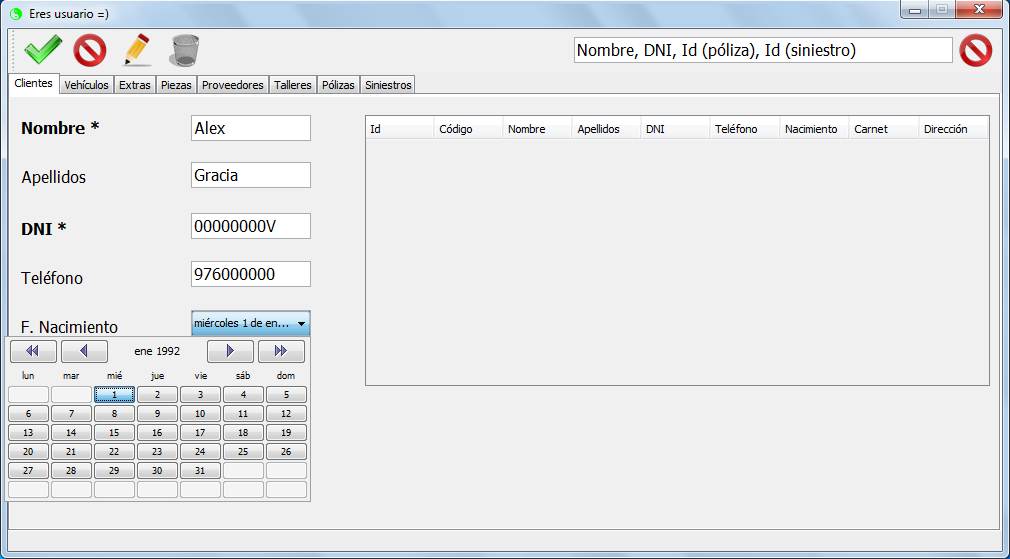 Eres usuario =)
Nombre, DNI, Id (póliza), Id (siniestro)
Clientes Vehículos Extras Piezas Proveedores Talleres Pólizas Siniestros
Nombre * Alex
Apellidos Gracia
DNI * 00000000V
Teléfono 976000000
F. Nacimiento miércoles 1 de en...
ene 1992
lun mar mié jue vie sáb dom
1 2 3 4 5
6 7 8 9 10 11 12
13 14 15 16 17 18 19
20 21 22 23 24 25 26
27 28 29 30 31
Id Código Nombre Apellidos DNI Teléfono Nacimiento Carnet Dirección